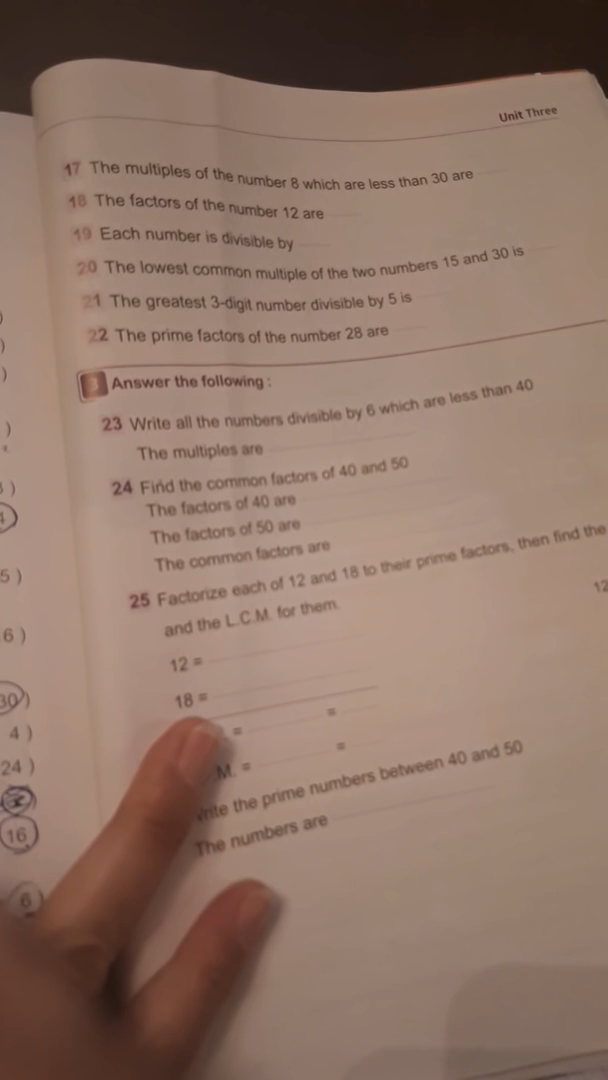 Unit Three
17 The multiples of the number 8 which are less than 30 are
18 The factors of the number 12 are
19 Each number is divisible by
20 The lowest common multiple of the two numbers 15 and 30 is
21 The greatest 3-digit number divisible by 5 is
22 The prime factors of the number 28 are
3 Answer the following :
23 Write all the numbers divisible by 6 which are less than 40
The multiples are
24 Find the common factors of 40 and 50
The factors of 40 are
The factors of 50 are
The common factors are
25 Factorize each of 12 and 18 to their prime factors, then find the
and the L.C.M. for them.
12
12 =
18 =
= =
M. = =
Write the prime numbers between 40 and 50
The numbers are
)
)
)
)
)
5 )
6 )
30 )
4 )
24 )
16
6 )